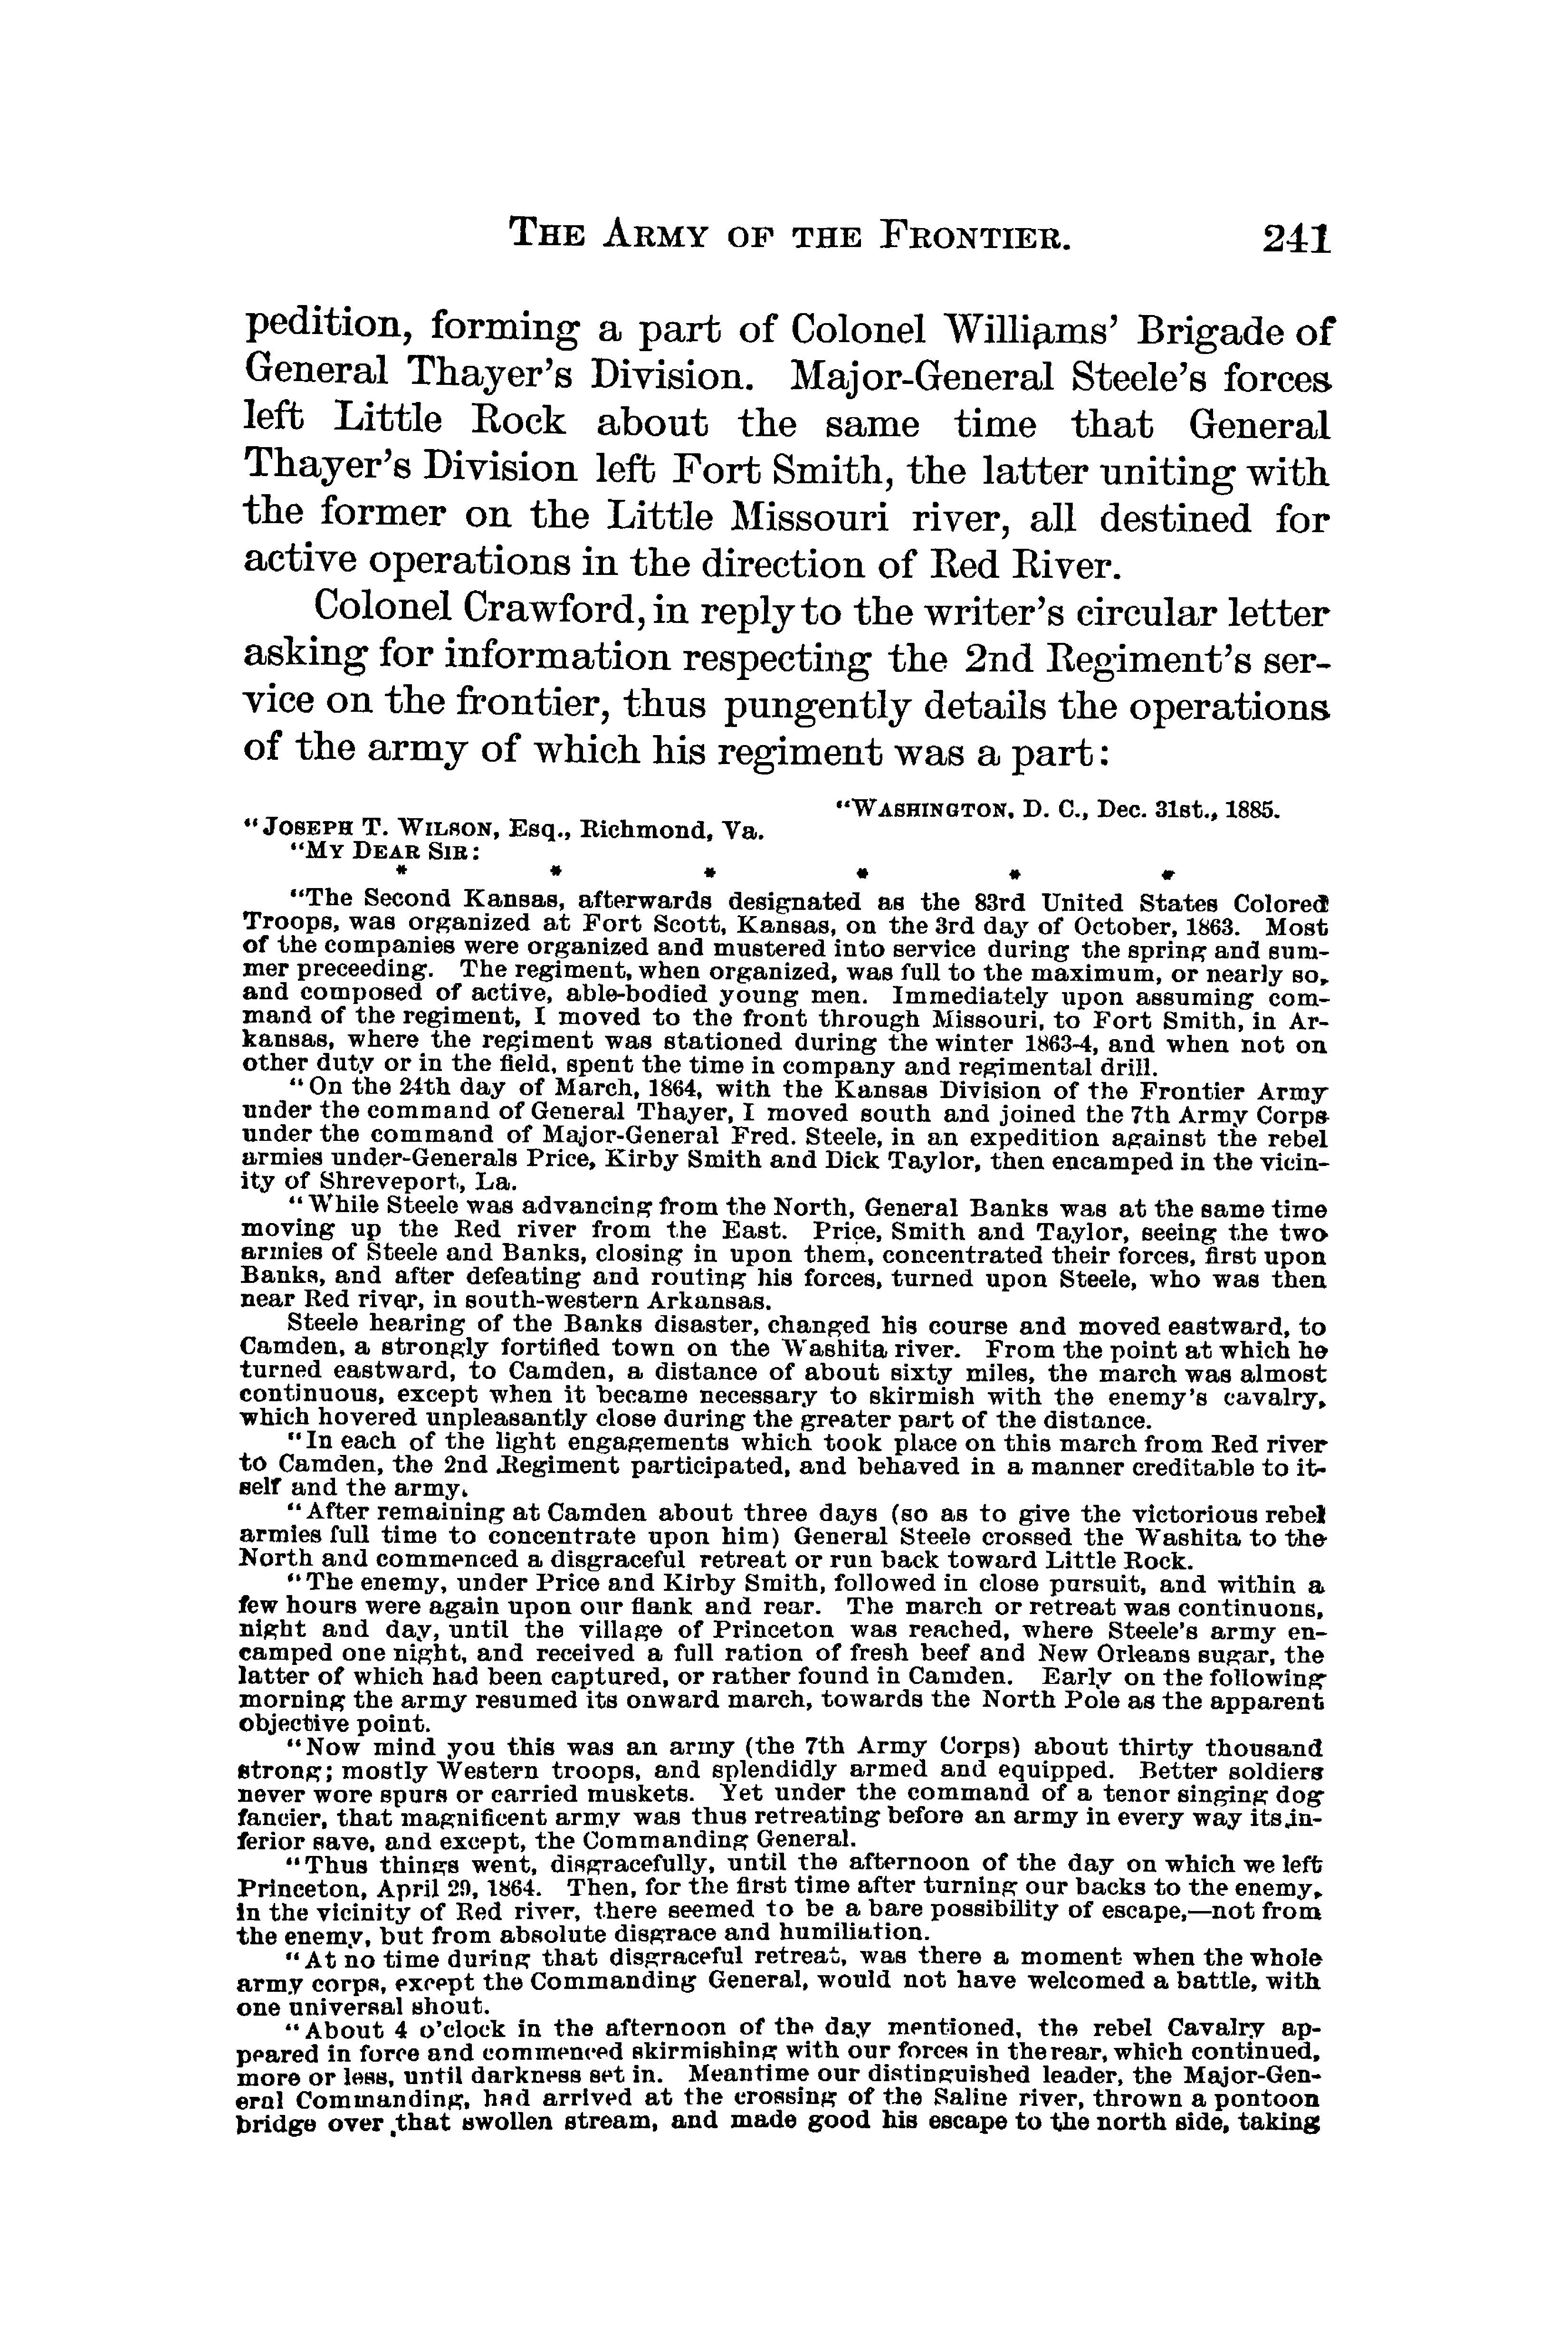 THE ARMY OF THE FRONTIER. 241
pedition, forming a part of Colonel Williams' Brigade of
General Thayer's Division. Major-General Steele's forces
left Little Rock about the same time that General
Thayer's Division left Fort Smith, the latter uniting with
the former on the Little Missouri river, all destined for
active operations in the direction of Red River.
Colonel Crawford, in reply to the writer's circular letter
asking for information respecting the 2nd Regiment's ser-
vice on the frontier, thus pungently details the operations
of the army of which his regiment was a part:
"WASHINGTON, D. C., Dec. 31st., 1885.
"JOSEPH T. WILSON, Esq., Richmond, Va.
"MY DEAR SIR:
* * * * * *
"The Second Kansas, afterwards designated as the 83rd United States Colored
Troops, was organized at Fort Scott, Kansas, on the 3rd day of October, 1863. Most
of the companies were organized and mustered into service during the spring and sum-
mer preceeding. The regiment, when organized, was full to the maximum, or nearly so,
and composed of active, able-bodied young men. Immediately upon assuming com-
mand of the regiment, I moved to the front through Missouri, to Fort Smith, in Ar-
kansas, where the regiment was stationed during the winter 1863-4, and when not on
other duty or in the field, spent the time in company and regimental drill.
"On the 24th day of March, 1864, with the Kansas Division of the Frontier Army
under the command of General Thayer, I moved south and joined the 7th Army Corps
under the command of Major-General Fred. Steele, in an expedition against the rebel
armies under-Generals Price, Kirby Smith and Dick Taylor, then encamped in the vicin-
ity of Shreveport, La.
"While Steele was advancing from the North, General Banks was at the same time
moving up the Red river from the East. Price, Smith and Taylor, seeing the two
armies of Steele and Banks, closing in upon them, concentrated their forces, first upon
Banks, and after defeating and routing his forces, turned upon Steele, who was then
near Red river, in south-western Arkansas.
Steele hearing of the Banks disaster, changed his course and moved eastward, to
Camden, a strongly fortified town on the Washita river. From the point at which he
turned eastward, to Camden, a distance of about sixty miles, the march was almost
continuous, except when it became necessary to skirmish with the enemy's cavalry,
which hovered unpleasantly close during the greater part of the distance.
"In each of the light engagements which took place on this march from Red river
to Camden, the 2nd Regiment participated, and behaved in a manner creditable to it-
self and the army.
"After remaining at Camden about three days (so as to give the victorious rebel
armies full time to concentrate upon him) General Steele crossed the Washita to the
North and commenced a disgraceful retreat or run back toward Little Rock.
"The enemy, under Price and Kirby Smith, followed in close pursuit, and within a
few hours were again upon our flank and rear. The march or retreat was continuons,
night and day, until the village of Princeton was reached, where Steele's army en-
camped one night, and received a full ration of fresh beef and New Orleans sugar, the
latter of which had been captured, or rather found in Camden. Early on the following
morning the army resumed its onward march, towards the North Pole as the apparent
objective point.
"Now mind you this was an army (the 7th Army Corps) about thirty thousand
strong; mostly Western troops, and splendidly armed and equipped. Better soldiers
never wore spurs or carried muskets. Yet under the command of a tenor singing dog
fancier, that magnificent army was thus retreating before an army in every way its in-
ferior save, and except, the Commanding General.
"Thus things went, disgracefully, until the afternoon of the day on which we left
Princeton, April 29, 1864. Then, for the first time after turning our backs to the enemy,
in the vicinity of Red river, there seemed to be a bare possibility of escape,—not from
the enemy, but from absolute disgrace and humiliation.
"At no time during that disgraceful retreat, was there a moment when the whole
army corps, except the Commanding General, would not have welcomed a battle, with
one universal shout.
"About 4 o'clock in the afternoon of the day mentioned, the rebel Cavalry ap-
peared in force and commenced skirmishing with our forces in the rear, which continued,
more or less, until darkness set in. Meantime our distinguished leader, the Major-Gen-
eral Commanding, had arrived at the crossing of the Saline river, thrown a pontoon
bridge over that swollen stream, and made good his escape to the north side, taking